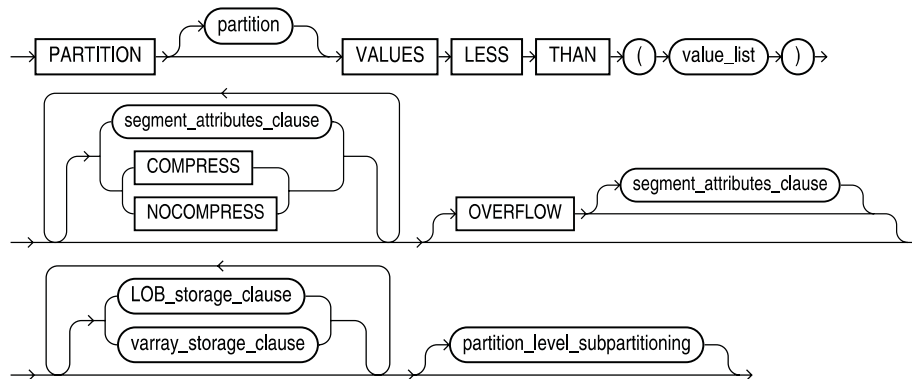 partition
PARTITION VALUES LESS THAN ( value_list )
segment_attributes_clause
COMPRESS
NOCOMPRESS
segment_attributes_clause
OVERFLOW
LOB_storage_clause
varray_storage_clause
partition_level_subpartitioning